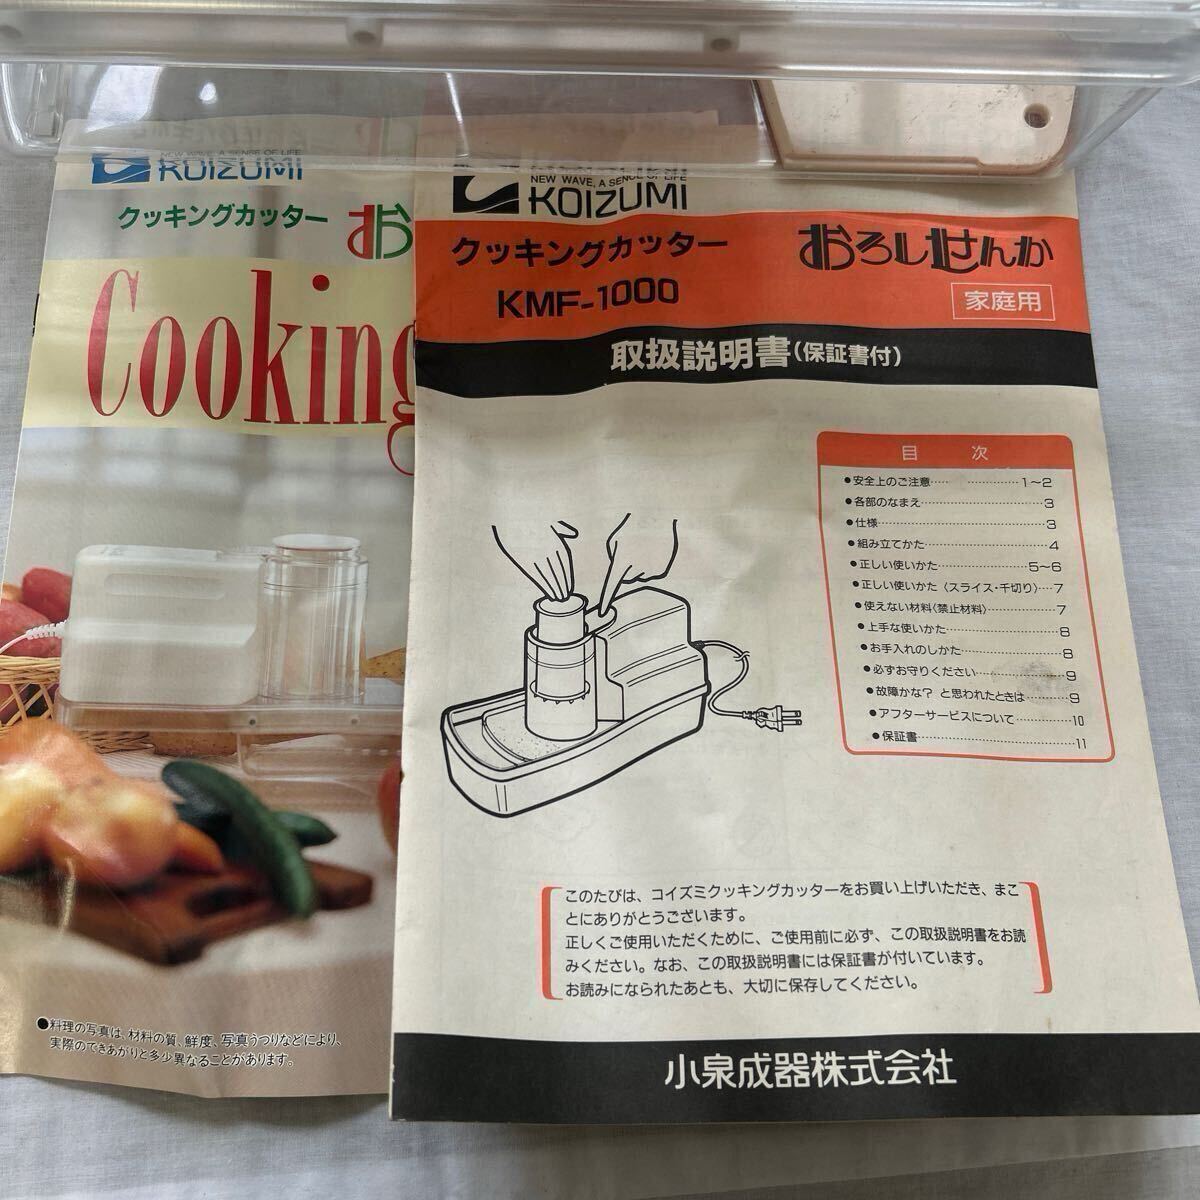 NEW WAVE, A SENSE OF LIFE
KOIZUMI
クッキングカッター お
Cooking
●料理の写真は、材料の質、鮮度、写真うつりなどにより、
実際のできあがりと多少異なることがあります。
NEW WAVE, A SENSE OF LIFE
KOIZUMI
クッキングカッター おろしせんか
KMF-1000 家庭用
取扱説明書(保証書付)
目 次
●安全上のご注意……………1~2
●各部のなまえ……………3
●仕様……………3
●組み立てかた……………4
●正しい使いかた……………5~6
●正しい使いかた〈スライス・千切り〉…7
●使えない材料(禁止材料)……………7
●上手な使いかた……………8
●お手入れのしかた……………8
●必ずお守りください……………9
●故障かな? と思われたときは……9
●アフターサービスについて……………10
●保証書……………11
このたびは、コイズミクッキングカッターをお買い上げいただき、まこ
とにありがとうございます。
正しくご使用いただくために、ご使用前に必ず、この取扱説明書をお読
みください。なお、この取扱説明書には保証書が付いています。
お読みになられたあとも、大切に保存してください。
小泉成器株式会社